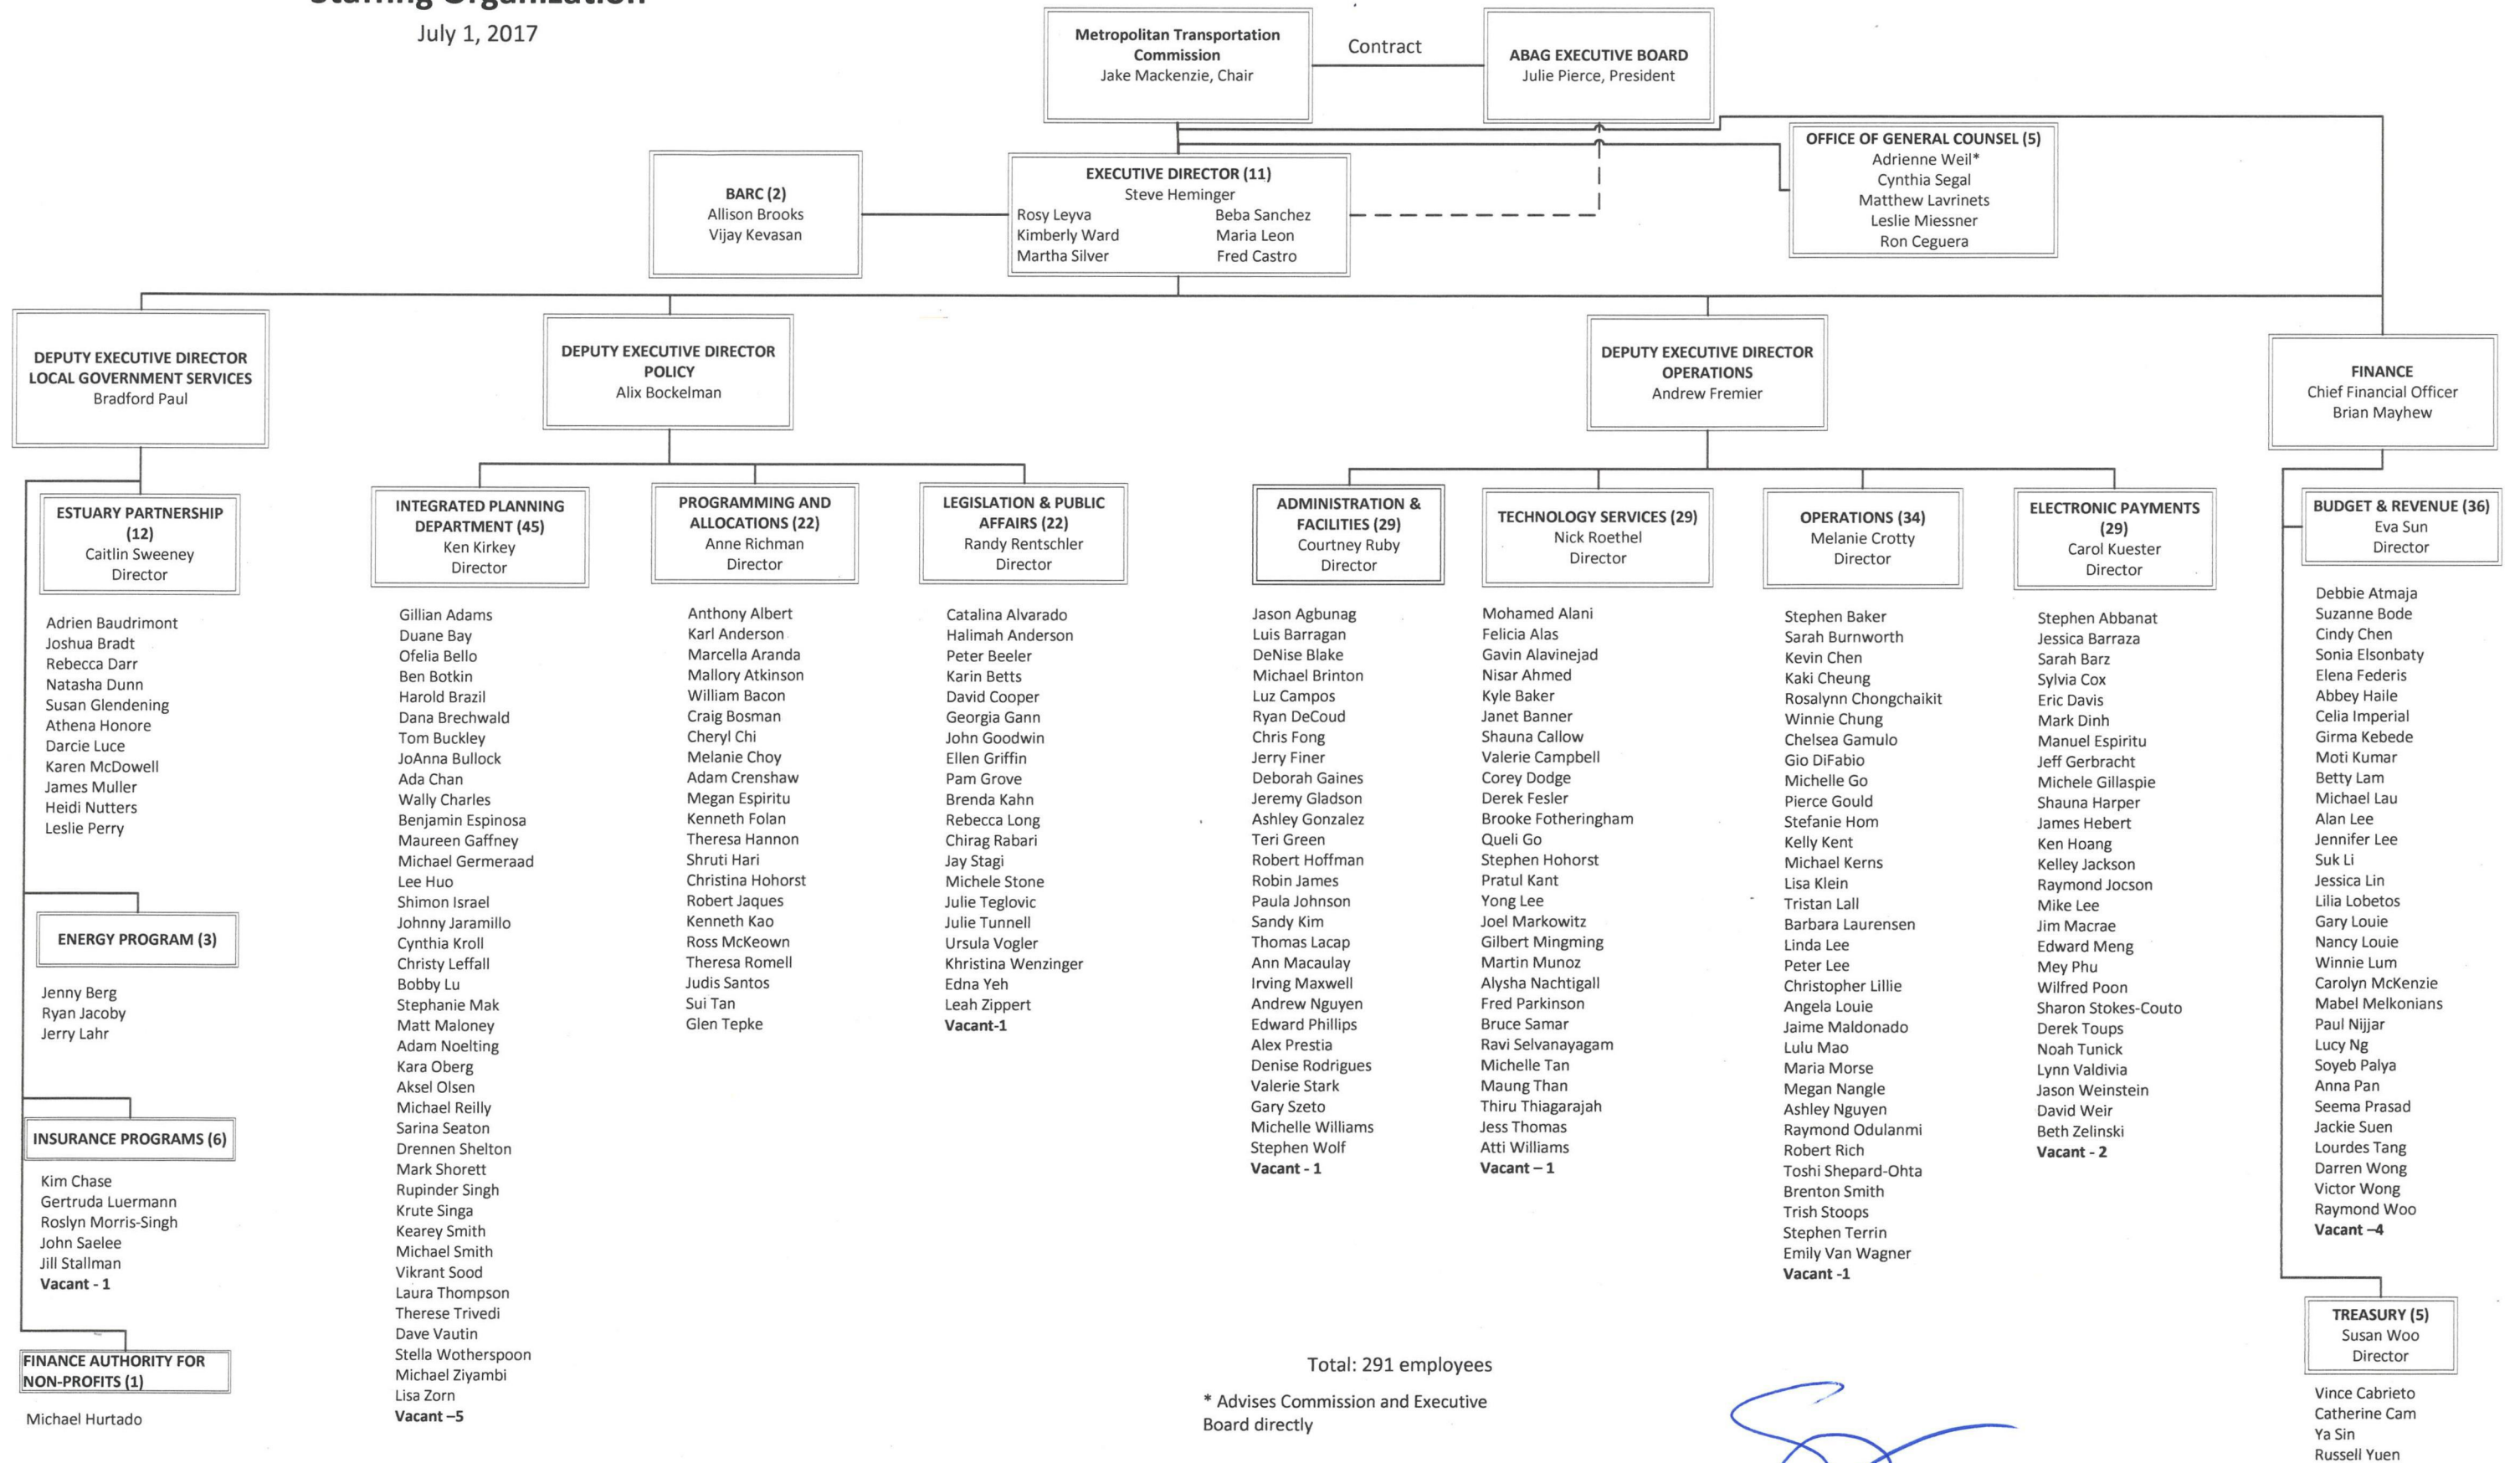 Staffing Organization
July 1, 2017
Metropolitan Transportation
Commission
Jake Mackenzie, Chair
Contract
ABAG EXECUTIVE BOARD
Julie Pierce, President
OFFICE OF GENERAL COUNSEL (5)
Adrienne Weil*
Cynthia Segal
Matthew Lavrinets
Leslie Miessner
Ron Ceguera
BARC (2)
Allison Brooks
Vijay Kevasan
EXECUTIVE DIRECTOR (11)
Steve Heminger
Rosy Leyva
Kimberly Ward
Martha Silver
Beba Sanchez
Maria Leon
Fred Castro
DEPUTY EXECUTIVE DIRECTOR
LOCAL GOVERNMENT SERVICES
Bradford Paul
DEPUTY EXECUTIVE DIRECTOR
POLICY
Alix Bockelman
DEPUTY EXECUTIVE DIRECTOR
OPERATIONS
Andrew Fremier
FINANCE
Chief Financial Officer
Brian Mayhew
ESTUARY PARTNERSHIP
(12)
Caitlin Sweeney
Director
Adrien Baudrimont
Joshua Bradt
Rebecca Darr
Natasha Dunn
Susan Glendening
Athena Honore
Darcie Luce
Karen McDowell
James Muller
Heidi Nutters
Leslie Perry
ENERGY PROGRAM (3)
Jenny Berg
Ryan Jacoby
Jerry Lahr
INSURANCE PROGRAMS (6)
Kim Chase
Gertruda Luermann
Roslyn Morris-Singh
John Saelee
Jill Stallman
Vacant - 1
FINANCE AUTHORITY FOR
NON-PROFITS (1)
Michael Hurtado
INTEGRATED PLANNING
DEPARTMENT (45)
Ken Kirkey
Director
Gillian Adams
Duane Bay
Ofelia Bello
Ben Botkin
Harold Brazil
Dana Brechwald
Tom Buckley
JoAnna Bullock
Ada Chan
Wally Charles
Benjamin Espinosa
Maureen Gaffney
Michael Germeraad
Lee Huo
Shimon Israel
Johnny Jaramillo
Cynthia Kroll
Christy Leffall
Bobby Lu
Stephanie Mak
Matt Maloney
Adam Noelting
Kara Oberg
Aksel Olsen
Michael Reilly
Sarina Seaton
Drennen Shelton
Mark Shorett
Rupinder Singh
Krute Singa
Kearey Smith
Michael Smith
Vikrant Sood
Laura Thompson
Therese Trivedi
Dave Vautin
Stella Wotherspoon
Michael Ziyambi
Lisa Zorn
Vacant –5
PROGRAMMING AND
ALLOCATIONS (22)
Anne Richman
Director
Anthony Albert
Karl Anderson
Marcella Aranda
Mallory Atkinson
William Bacon
Craig Bosman
Cheryl Chi
Melanie Choy
Adam Crenshaw
Megan Espiritu
Kenneth Folan
Theresa Hannon
Shruti Hari
Christina Hohorst
Robert Jaques
Kenneth Kao
Ross McKeown
Theresa Romell
Judis Santos
Sui Tan
Glen Tepke
LEGISLATION & PUBLIC
AFFAIRS (22)
Randy Rentschler
Director
Catalina Alvarado
Halimah Anderson
Peter Beeler
Karin Betts
David Cooper
Georgia Gann
John Goodwin
Ellen Griffin
Pam Grove
Brenda Kahn
Rebecca Long
Chirag Rabari
Jay Stagi
Michele Stone
Julie Teglovic
Julie Tunnell
Ursula Vogler
Khristina Wenzinger
Edna Yeh
Leah Zippert
Vacant-1
ADMINISTRATION &
FACILITIES (29)
Courtney Ruby
Director
Jason Agbunag
Luis Barragan
DeNise Blake
Michael Brinton
Luz Campos
Ryan DeCoud
Chris Fong
Jerry Finer
Deborah Gaines
Jeremy Gladson
Ashley Gonzalez
Teri Green
Robert Hoffman
Robin James
Paula Johnson
Sandy Kim
Thomas Lacap
Ann Macaulay
Irving Maxwell
Andrew Nguyen
Edward Phillips
Alex Prestia
Denise Rodrigues
Valerie Stark
Gary Szeto
Michelle Williams
Stephen Wolf
Vacant - 1
TECHNOLOGY SERVICES (29)
Nick Roethel
Director
Mohamed Alani
Felicia Alas
Gavin Alavinejad
Nisar Ahmed
Kyle Baker
Janet Banner
Shauna Callow
Valerie Campbell
Corey Dodge
Derek Fesler
Brooke Fotheringham
Queli Go
Stephen Hohorst
Pratul Kant
Yong Lee
Joel Markowitz
Gilbert Mingming
Martin Munoz
Alysha Nachtigall
Fred Parkinson
Bruce Samar
Ravi Selvanayagam
Michelle Tan
Maung Than
Thiru Thiagarajah
Jess Thomas
Atti Williams
Vacant – 1
OPERATIONS (34)
Melanie Crotty
Director
Stephen Baker
Sarah Burnworth
Kevin Chen
Kaki Cheung
Rosalynn Chongchaikit
Winnie Chung
Chelsea Gamulo
Gio DiFabio
Michelle Go
Pierce Gould
Stefanie Hom
Kelly Kent
Michael Kerns
Lisa Klein
Tristan Lall
Barbara Laurensen
Linda Lee
Peter Lee
Christopher Lillie
Angela Louie
Jaime Maldonado
Lulu Mao
Maria Morse
Megan Nangle
Ashley Nguyen
Raymond Odulanmi
Robert Rich
Toshi Shepard-Ohta
Brenton Smith
Trish Stoops
Stephen Terrin
Emily Van Wagner
Vacant -1
ELECTRONIC PAYMENTS
(29)
Carol Kuester
Director
Stephen Abbanat
Jessica Barraza
Sarah Barz
Sylvia Cox
Eric Davis
Mark Dinh
Manuel Espiritu
Jeff Gerbracht
Michele Gillaspie
Shauna Harper
James Hebert
Ken Hoang
Kelley Jackson
Raymond Jocson
Mike Lee
Jim Macrae
Edward Meng
Mey Phu
Wilfred Poon
Sharon Stokes-Couto
Derek Toups
Noah Tunick
Lynn Valdivia
Jason Weinstein
David Weir
Beth Zelinski
Vacant - 2
BUDGET & REVENUE (36)
Eva Sun
Director
Debbie Atmaja
Suzanne Bode
Cindy Chen
Sonia Elsonbaty
Elena Federis
Abbey Haile
Celia Imperial
Girma Kebede
Moti Kumar
Betty Lam
Michael Lau
Alan Lee
Jennifer Lee
Suk Li
Jessica Lin
Lilia Lobetos
Gary Louie
Nancy Louie
Winnie Lum
Carolyn McKenzie
Mabel Melkonians
Paul Nijjar
Lucy Ng
Soyeb Palya
Anna Pan
Seema Prasad
Jackie Suen
Lourdes Tang
Darren Wong
Victor Wong
Raymond Woo
Vacant –4
TREASURY (5)
Susan Woo
Director
Vince Cabrieto
Catherine Cam
Ya Sin
Russell Yuen
Total: 291 employees
* Advises Commission and Executive
Board directly